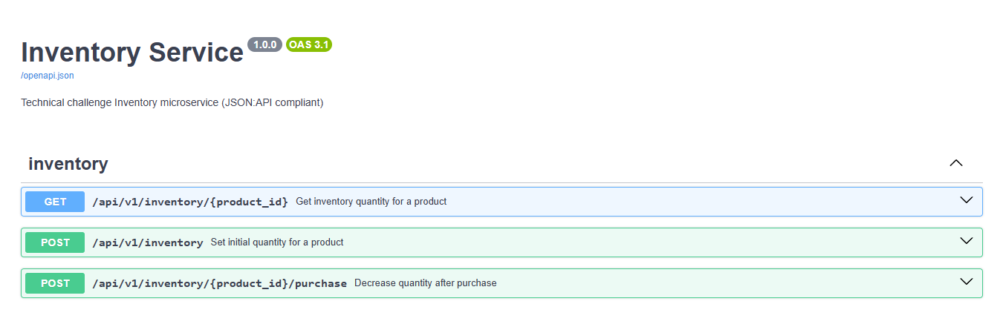 Inventory Service 1.0.0 OAS 3.1
/openapi.json
Technical challenge Inventory microservice (JSON:API compliant)
inventory
GET /api/v1/inventory/{product_id} Get inventory quantity for a product
POST /api/v1/inventory Set initial quantity for a product
POST /api/v1/inventory/{product_id}/purchase Decrease quantity after purchase